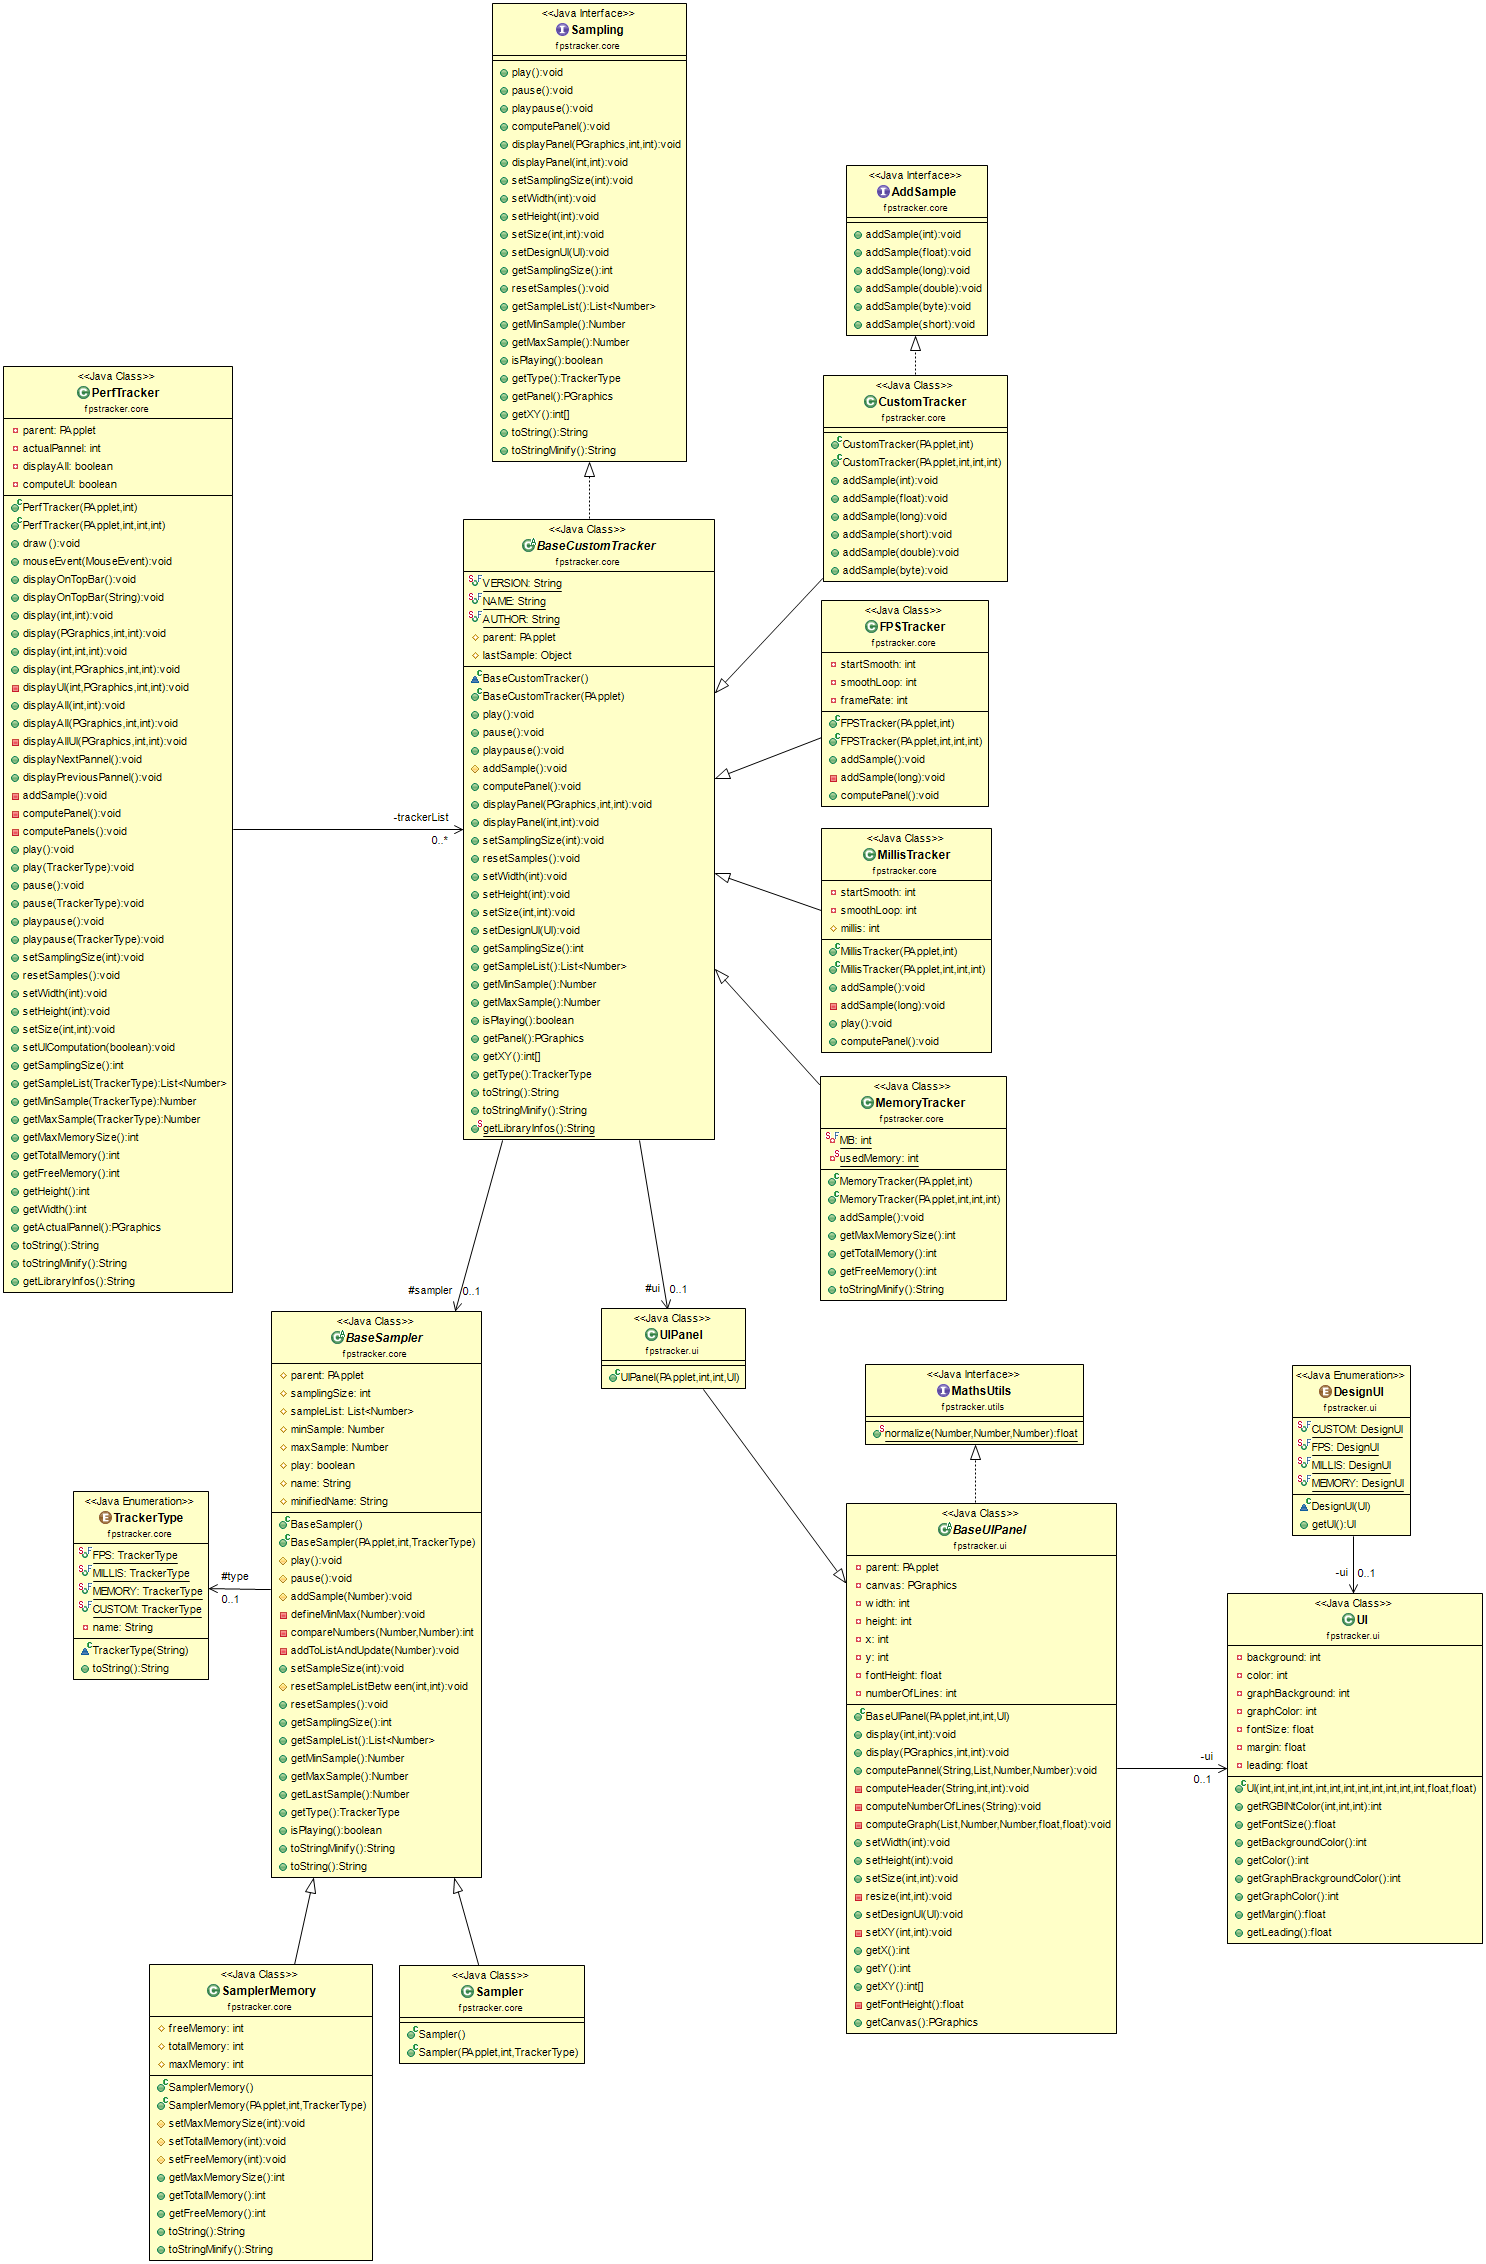 <<Java Interface>>
Sampling
fpstracker.core
play():void
pause():void
playpause():void
computePanel():void
displayPanel(PGraphics,int,int):void
displayPanel(int,int):void
setSamplingSize(int):void
setWidth(int):void
setHeight(int):void
setSize(int,int):void
setDesignUI(UI):void
getSamplingSize():int
resetSamples():void
getSampleList():List<Number>
getMinSample():Number
getMaxSample():Number
isPlaying():boolean
getType():TrackerType
getPanel():PGraphics
getXY():int[]
toString():String
toStringMinify():String
<<Java Interface>>
AddSample
fpstracker.core
addSample(int):void
addSample(float):void
addSample(long):void
addSample(double):void
addSample(byte):void
addSample(short):void
<<Java Class>>
PerfTracker
fpstracker.core
parent: PApplet
actualPannel: int
displayAll: boolean
computeUI: boolean
PerfTracker(PApplet,int)
PerfTracker(PApplet,int,int,int)
draw():void
mouseEvent(MouseEvent):void
displayOnTopBar():void
displayOnTopBar(String):void
display(int,int):void
display(PGraphics,int,int):void
display(int,int,int):void
display(int,PGraphics,int,int):void
displayUI(int,PGraphics,int,int):void
displayAll(int,int):void
displayAll(PGraphics,int,int):void
displayAllUI(PGraphics,int,int):void
displayNextPannel():void
displayPreviousPannel():void
addSample():void
computePanel():void
computePanels():void
play():void
play(TrackerType):void
pause():void
pause(TrackerType):void
playpause():void
playpause(TrackerType):void
setSamplingSize(int):void
resetSamples():void
setWidth(int):void
setHeight(int):void
setSize(int,int):void
setUIComputation(boolean):void
getSamplingSize():int
getSampleList(TrackerType):List<Number>
getMinSample(TrackerType):Number
getMaxSample(TrackerType):Number
getMaxMemorySize():int
getTotalMemory():int
getFreeMemory():int
getHeight():int
getWidth():int
getActualPannel():PGraphics
toString():String
toStringMinify():String
getLibraryInfos():String
-trackerList
0..*
<<Java Class>>
BaseCustomTracker
fpstracker.core
VERSION: String
NAME: String
AUTHOR: String
parent: PApplet
lastSample: Object
BaseCustomTracker()
BaseCustomTracker(PApplet)
play():void
pause():void
playpause():void
addSample():void
computePanel():void
displayPanel(PGraphics,int,int):void
displayPanel(int,int):void
setSamplingSize(int):void
resetSamples():void
setWidth(int):void
setHeight(int):void
setSize(int,int):void
setDesignUI(UI):void
getSamplingSize():int
getSampleList():List<Number>
getMinSample():Number
getMaxSample():Number
isPlaying():boolean
getPanel():PGraphics
getXY():int[]
getType():TrackerType
toString():String
toStringMinify():String
getLibraryInfos():String
<<Java Class>>
CustomTracker
fpstracker.core
CustomTracker(PApplet,int)
CustomTracker(PApplet,int,int,int)
addSample(int):void
addSample(float):void
addSample(long):void
addSample(short):void
addSample(double):void
addSample(byte):void
<<Java Class>>
FPSTracker
fpstracker.core
startSmooth: int
smoothLoop: int
frameRate: int
FPSTracker(PApplet,int)
FPSTracker(PApplet,int,int,int)
addSample():void
addSample(long):void
computePanel():void
<<Java Class>>
MillisTracker
fpstracker.core
startSmooth: int
smoothLoop: int
millis: int
MillisTracker(PApplet,int)
MillisTracker(PApplet,int,int,int)
addSample():void
addSample(long):void
play():void
computePanel():void
<<Java Class>>
MemoryTracker
fpstracker.core
MB: int
usedMemory: int
MemoryTracker(PApplet,int)
MemoryTracker(PApplet,int,int,int)
addSample():void
getMaxMemorySize():int
getTotalMemory():int
getFreeMemory():int
toStringMinify():String
#sampler
0..1
#ui
0..1
<<Java Class>>
BaseSampler
fpstracker.core
parent: PApplet
samplingSize: int
sampleList: List<Number>
minSample: Number
maxSample: Number
play: boolean
name: String
minifiedName: String
BaseSampler()
BaseSampler(PApplet,int,TrackerType)
play():void
pause():void
addSample(Number):void
defineMinMax(Number):void
compareNumbers(Number,Number):int
addToListAndUpdate(Number):void
setSampleSize(int):void
resetSampleListBetween(int,int):void
resetSamples():void
getSamplingSize():int
getSampleList():List<Number>
getMinSample():Number
getMaxSample():Number
getLastSample():Number
getType():TrackerType
isPlaying():boolean
toStringMinify():String
toString():String
<<Java Class>>
UIPanel
fpstracker.ui
UIPanel(PApplet,int,int,UI)
<<Java Interface>>
MathsUtils
fpstracker.utils
normalize(Number,Number,Number):float
<<Java Enumeration>>
DesignUI
fpstracker.ui
CUSTOM: DesignUI
FPS: DesignUI
MILLIS: DesignUI
MEMORY: DesignUI
DesignUI(UI)
getUI():UI
-ui
0..1
<<Java Enumeration>>
TrackerType
fpstracker.core
FPS: TrackerType
MILLIS: TrackerType
MEMORY: TrackerType
CUSTOM: TrackerType
name: String
TrackerType(String)
toString():String
#type
0..1
<<Java Class>>
BaseUIPanel
fpstracker.ui
parent: PApplet
canvas: PGraphics
width: int
height: int
x: int
y: int
fontHeight: float
numberOfLines: int
BaseUIPanel(PApplet,int,int,UI)
display(int,int):void
display(PGraphics,int,int):void
computePannel(String,List,Number,Number):void
computeHeader(String,int,int):void
computeNumberOfLines(String):void
computeGraph(List,Number,Number,float,float):void
setWidth(int):void
setHeight(int):void
setSize(int,int):void
resize(int,int):void
setDesignUI(UI):void
setXY(int,int):void
getX():int
getY():int
getXY():int[]
getFontHeight():float
getCanvas():PGraphics
-ui
0..1
<<Java Class>>
UI
fpstracker.ui
background: int
color: int
graphBackground: int
graphColor: int
fontSize: float
margin: float
leading: float
UI(int,int,int,int,int,int,int,int,int,int,int,int,float,float)
getRGBINtColor(int,int,int):int
getFontSize():float
getBackgroundColor():int
getColor():int
getGraphBrackgroundColor():int
getGraphColor():int
getMargin():float
getLeading():float
<<Java Class>>
SamplerMemory
fpstracker.core
freeMemory: int
totalMemory: int
maxMemory: int
SamplerMemory()
SamplerMemory(PApplet,int,TrackerType)
setMaxMemorySize(int):void
setTotalMemory(int):void
setFreeMemory(int):void
getMaxMemorySize():int
getTotalMemory():int
getFreeMemory():int
toString():String
toStringMinify():String
<<Java Class>>
Sampler
fpstracker.core
Sampler()
Sampler(PApplet,int,TrackerType)